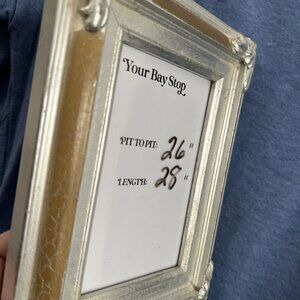 Your Bay Stop
PIT TO PIT: 26"
LENGTH: 28"